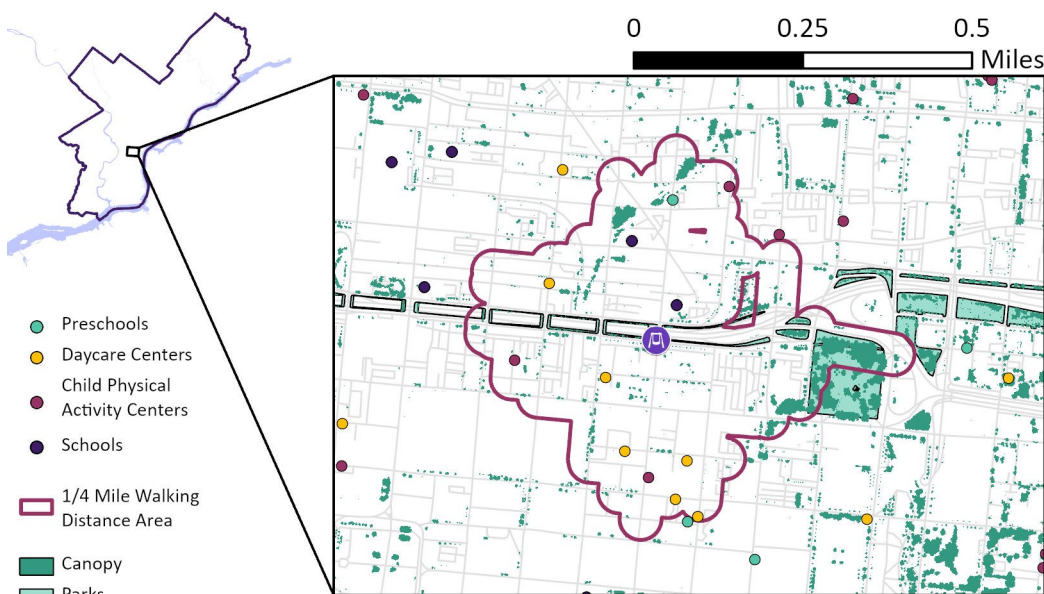 0 0.25 0.5
Miles
Preschools
Daycare Centers
Child Physical
Activity Centers
Schools
1/4 Mile Walking
Distance Area
Canopy
Parks